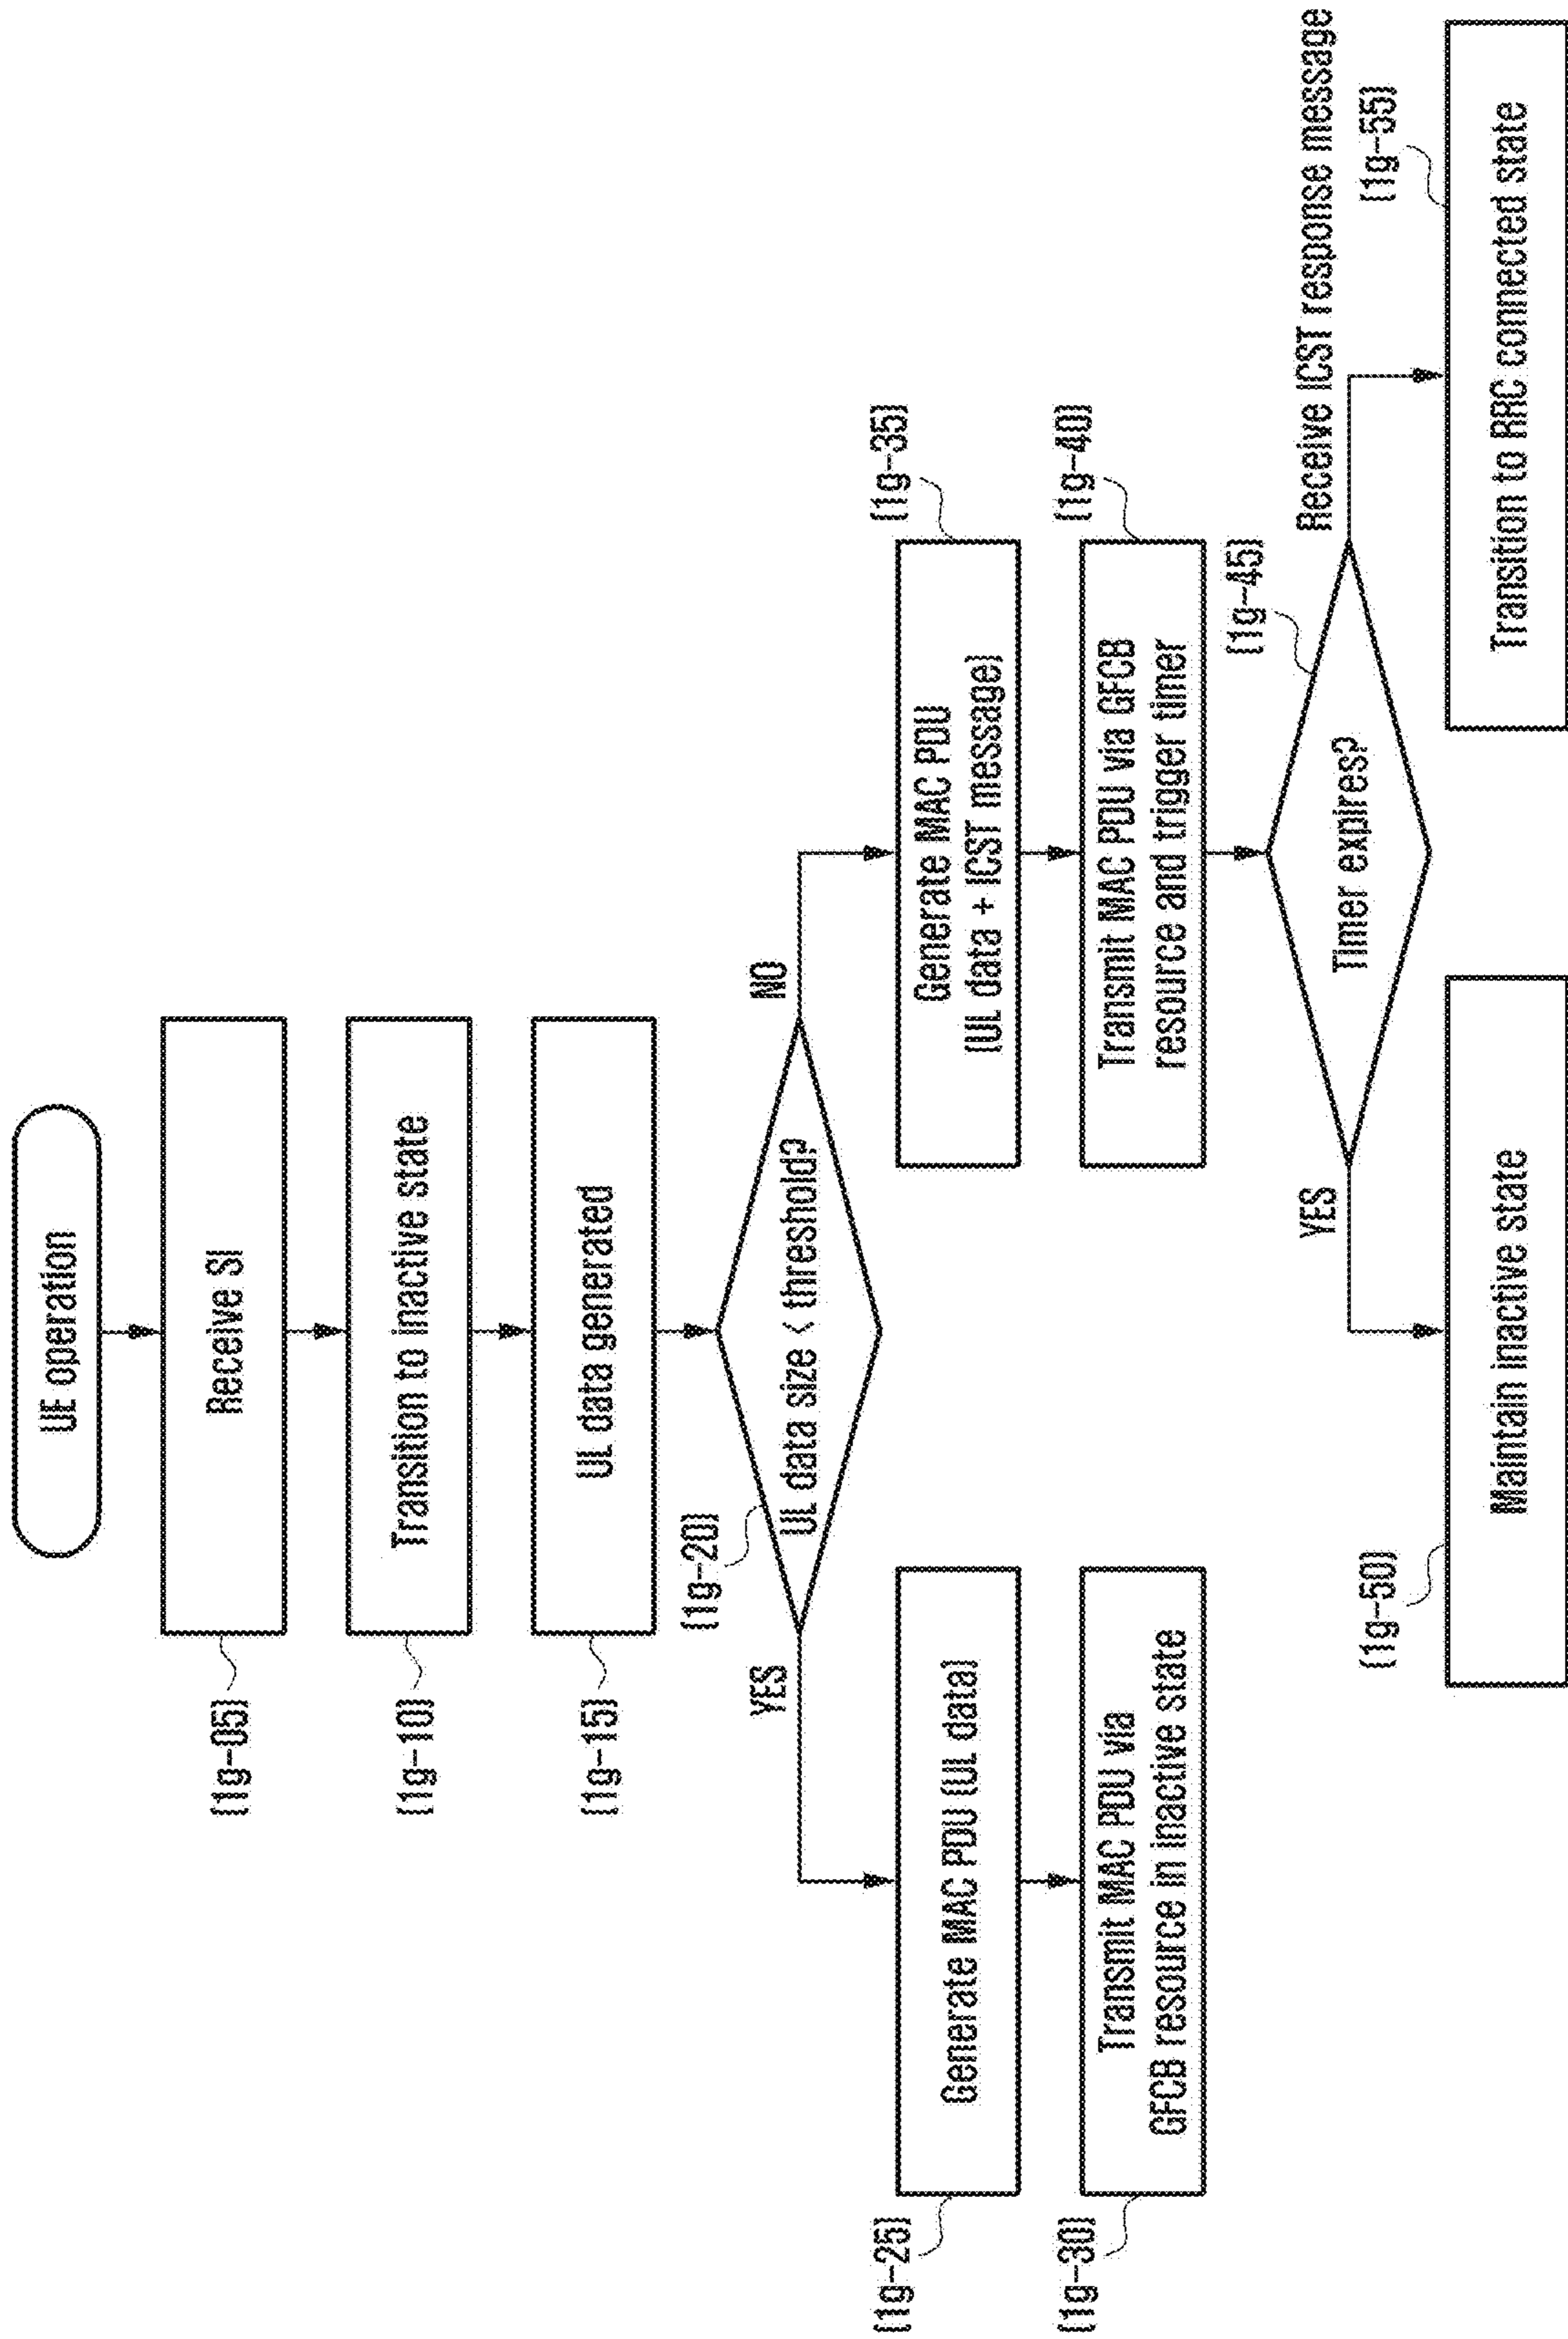 UE operation
(1g-05)
Receive SI
(1g-10)
Transition to inactive state
(1g-15)
UL data generated
(1g-20)
UL data size < threshold?
YES
NO
(1g-25)
Generate MAC PDU (UL data)
(1g-30)
Transmit MAC PDU via
GFCB resource in inactive state
(1g-35)
Generate MAC PDU
(UL data + ICST message)
(1g-40)
Transmit MAC PDU via GFCB
resource and trigger timer
(1g-45)
Timer expires?
YES
Receive ICST response message
(1g-50)
Maintain inactive state
(1g-55)
Transition to RRC connected state